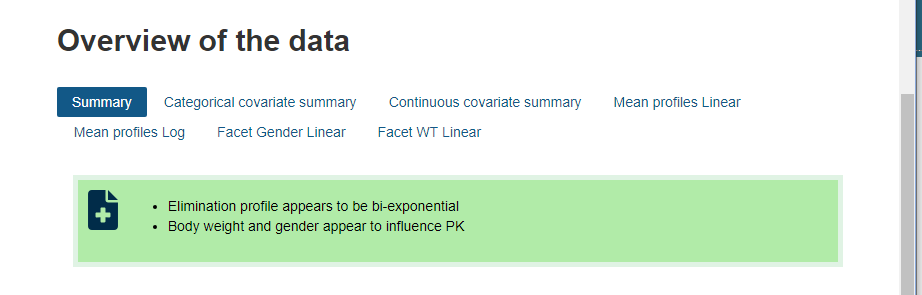 Overview of the data
Summary Categorical covariate summary Continuous covariate summary Mean profiles Linear
Mean profiles Log Facet Gender Linear Facet WT Linear
• Elimination profile appears to be bi-exponential
• Body weight and gender appear to influence PK